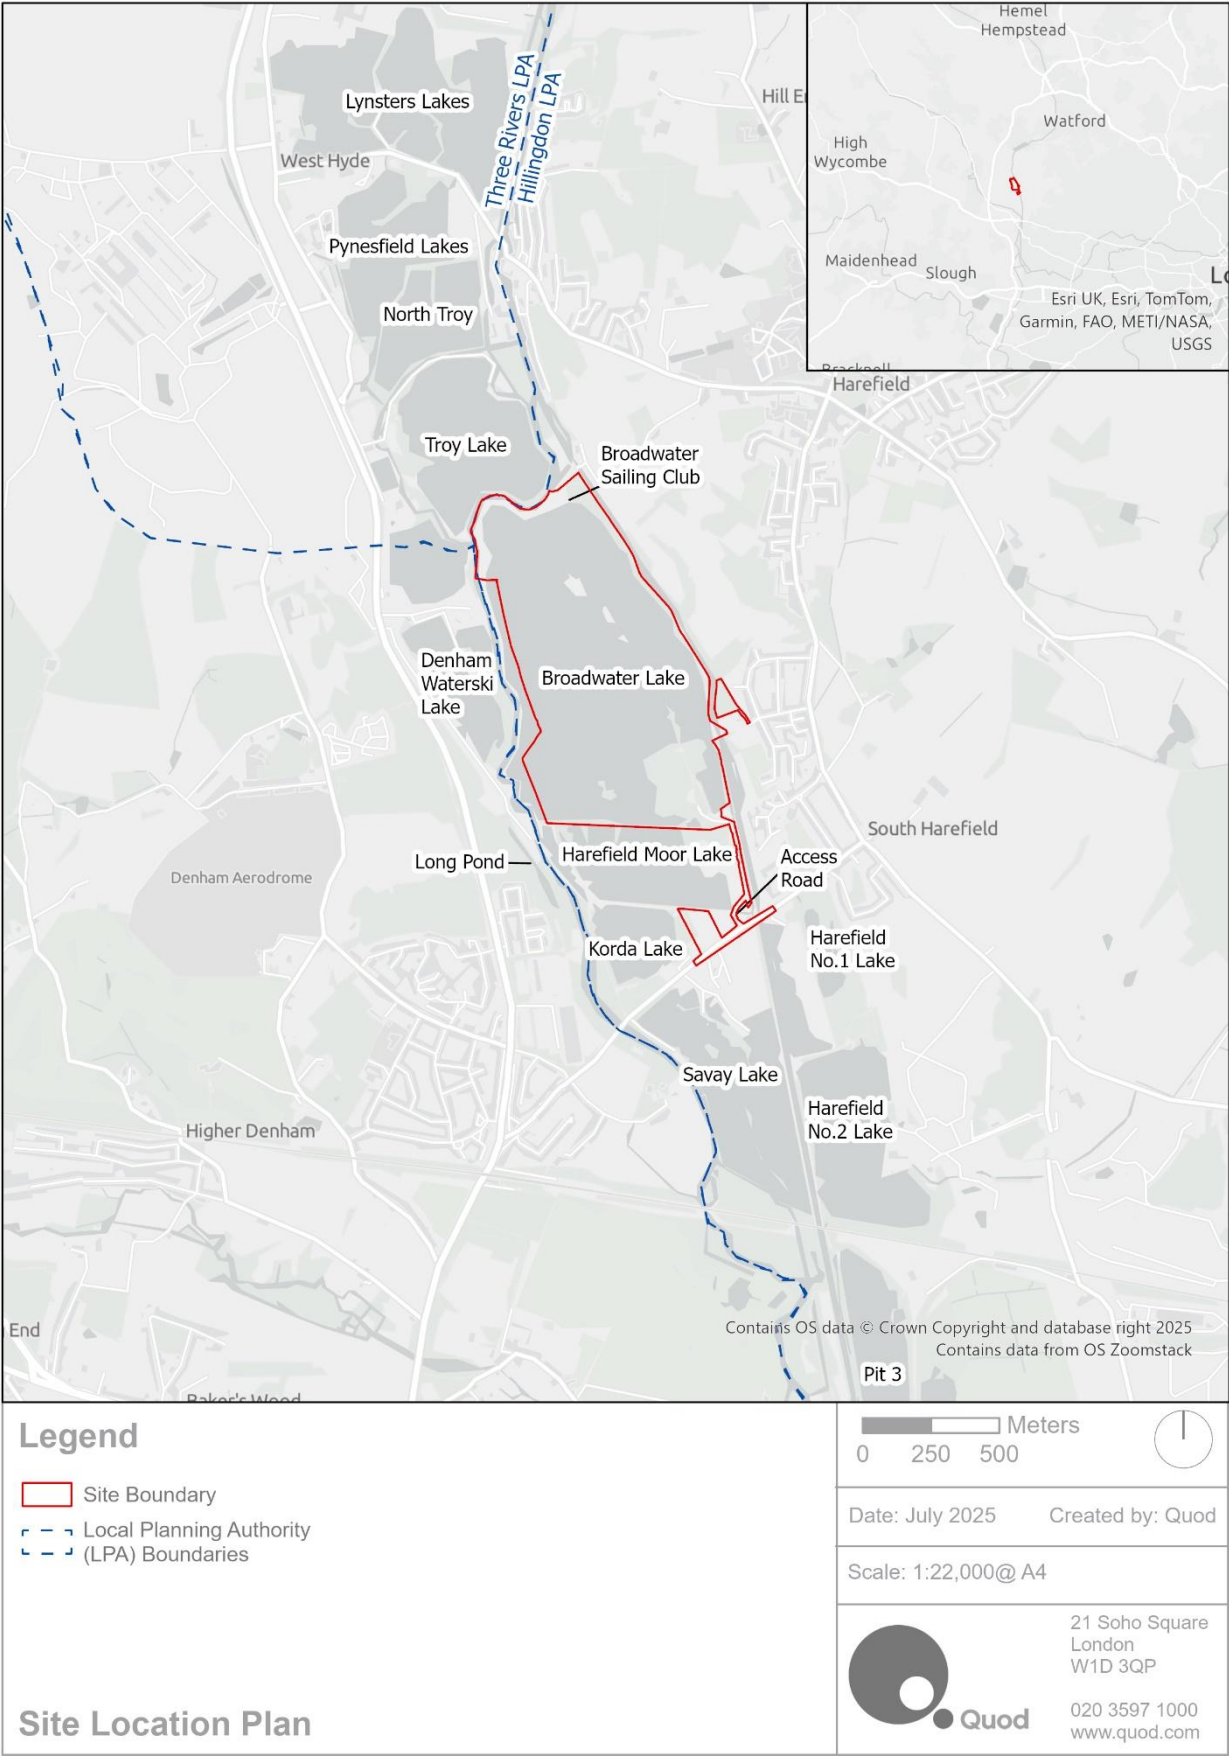 Hemel
Hempstead
Watford
High
Wycombe
Maidenhead
Slough
Esri UK, Esri, TomTom,
Garmin, FAO, METI/NASA,
USGS
Three Rivers LPA
Hillingdon LPA
Lynsters Lakes
West Hyde
Pynesfield Lakes
North Troy
Harefield
Troy Lake
Broadwater
Sailing Club
Denham
Waterski
Lake
Broadwater Lake
South Harefield
Long Pond
Harefield Moor Lake
Access
Road
Denham Aerodrome
Korda Lake
Harefield
No.1 Lake
Savay Lake
Harefield
No.2 Lake
Higher Denham
End
Contains OS data © Crown Copyright and database right 2025
Contains data from OS Zoomstack
Pit 3
Baker's Wood
Legend
Site Boundary
Local Planning Authority
(LPA) Boundaries
Site Location Plan
Meters
0 250 500
Date: July 2025 Created by: Quod
Scale: 1:22,000@ A4
21 Soho Square
London
W1D 3QP
020 3597 1000
www.quod.com
Quod